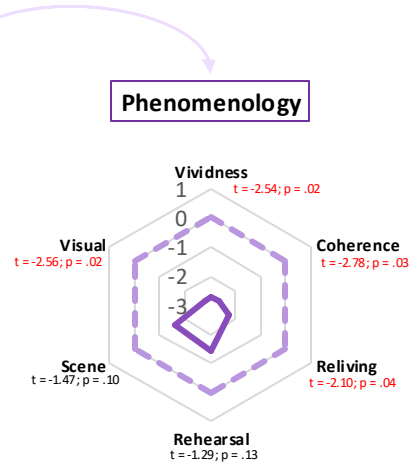 Phenomenology
Vividness
t = -2.54; p = .02
1
0
-1
-2
-3
Visual
t = -2.56; p = .02
Coherence
t = -2.78; p = .03
Scene
t = -1.47; p = .10
Reliving
t = -2.10; p = .04
Rehearsal
t = -1.29; p = .13